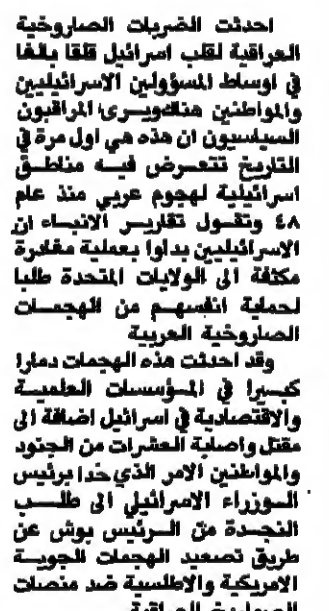 احدثت الضربات الصاروخية
العراقية لقلب اسرائيل قلقا بالغا
في اوساط المسؤولين الاسرائيليين
والمواطنين هناك ويرى المراقبون
السياسيون ان هذه هي اول مرة في
التاريخ تتعرض فيه مناطق
اسرائيلية لهجوم عربي منذ عام
٤٨ وتقول تقارير الانباء ان
الاسرائيليين بداوا بعملية مغادرة
مكثفة الى الولايات المتحدة طلبا
لحماية انفسهم من الهجمات
الصاروخية العربية
وقد احدثت هذه الهجمات دمارا
كبيرا في المؤسسات العلمية
والاقتصادية في اسرائيل اضافة الى
مقتل واصابة العشرات من الجنود
والمواطنين الامر الذي حدا برئيس
الوزراء الاسرائيلي الى طلب
النجدة من الرئيس بوش عن
طريق تصعيد الهجمات الجوية
الامريكية والاطلسية ضد منصات